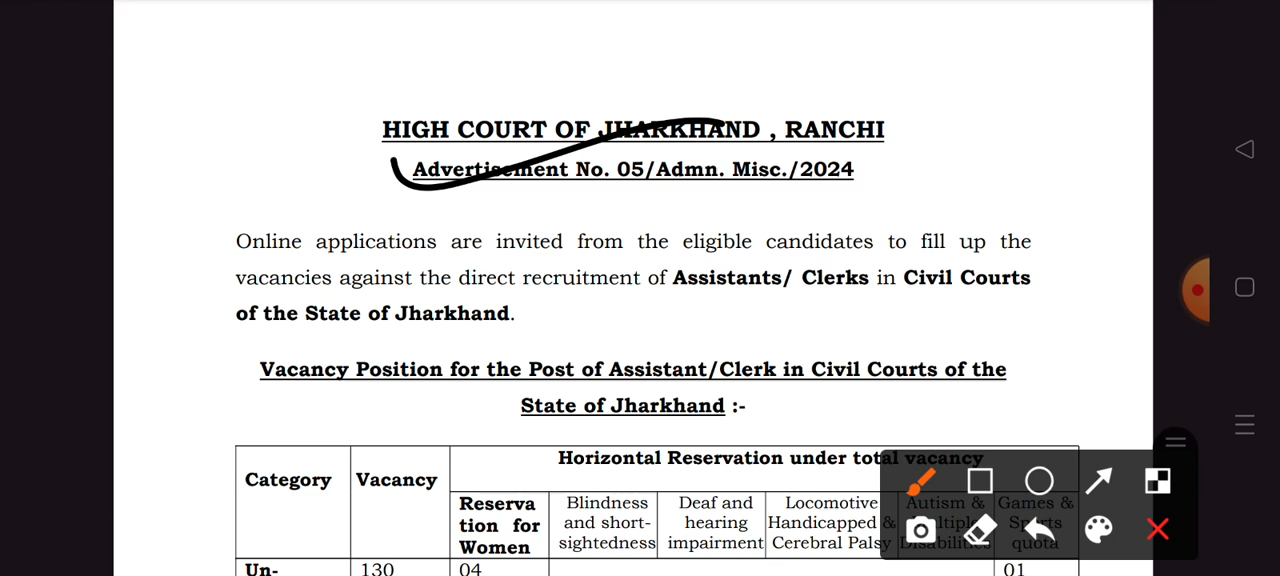 HIGH COURT OF JHARKHAND , RANCHI
Advertisement No. 05/Admn. Misc./2024
Online applications are invited from the eligible candidates to fill up the
vacancies against the direct recruitment of Assistants/ Clerks in Civil Courts
of the State of Jharkhand.
Vacancy Position for the Post of Assistant/Clerk in Civil Courts of the
State of Jharkhand :-
Category Vacancy Horizontal Reservation under total vacancy
Reserva
tion for
Women
Blindness
and short-
sightedness
Deaf and
hearing
impairment
Locomotive
Handicapped &
Cerebral Palsy
Autism &
Multiple
Disabilities
Games &
Sports
quota
Un- 130 04 01